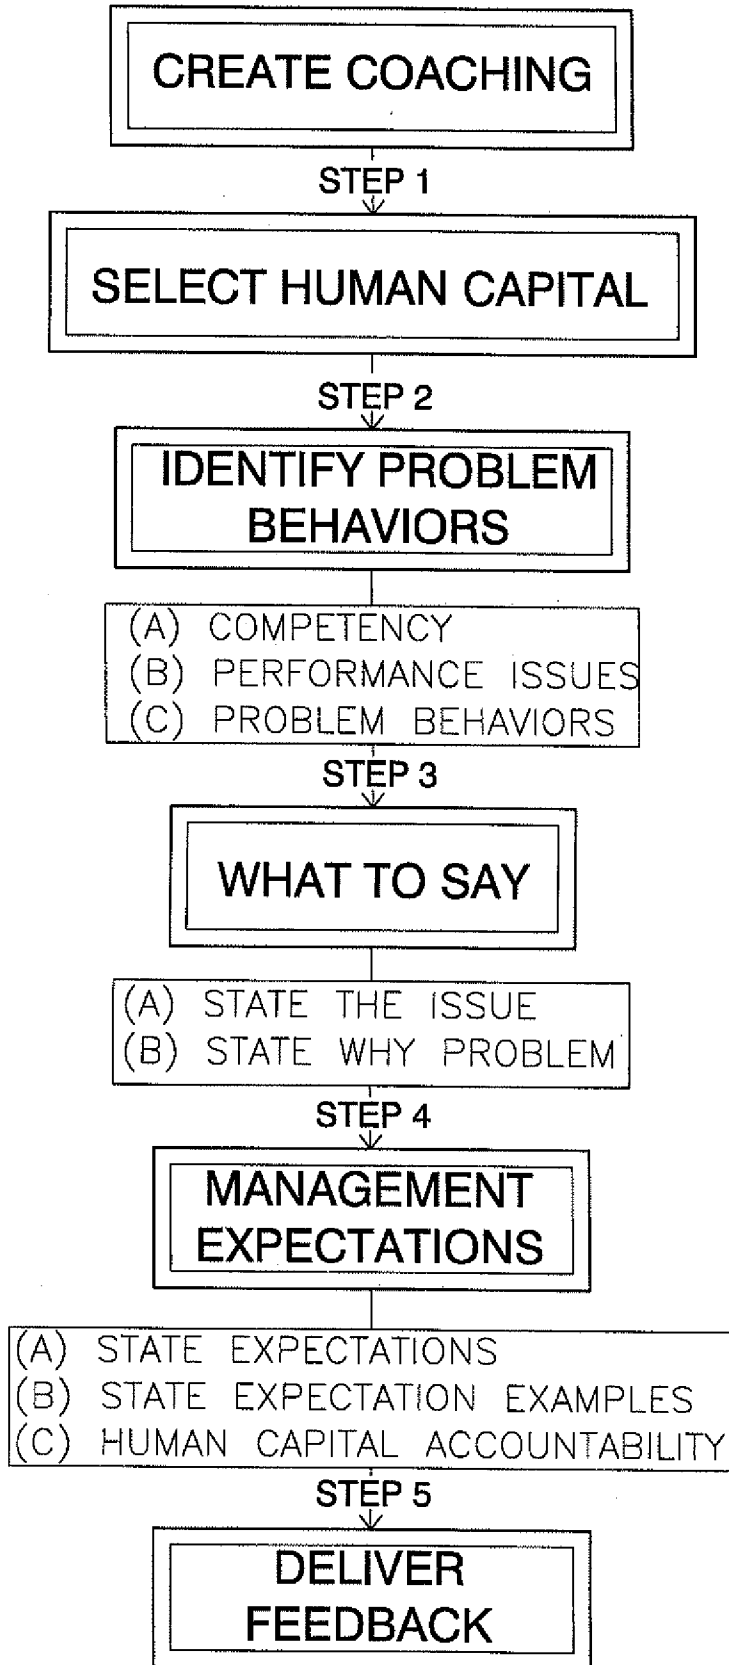 CREATE COACHING
STEP 1
SELECT HUMAN CAPITAL
STEP 2
IDENTIFY PROBLEM
BEHAVIORS
(A) COMPETENCY
(B) PERFORMANCE ISSUES
(C) PROBLEM BEHAVIORS
STEP 3
WHAT TO SAY
(A) STATE THE ISSUE
(B) STATE WHY PROBLEM
STEP 4
MANAGEMENT
EXPECTATIONS
(A) STATE EXPECTATIONS
(B) STATE EXPECTATION EXAMPLES
(C) HUMAN CAPITAL ACCOUNTABILITY
STEP 5
DELIVER
FEEDBACK